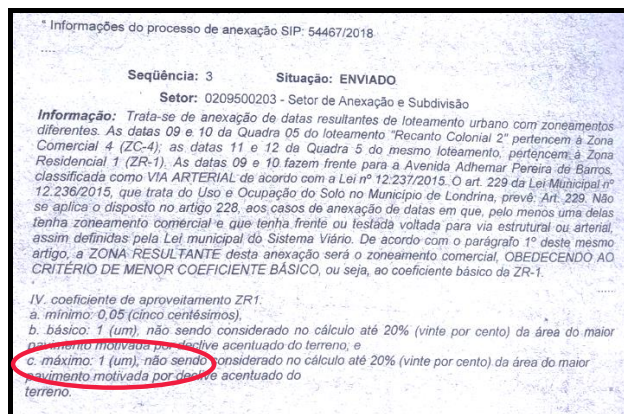 * Informações do processo de anexação SIP: 54467/2018
....
Seqüência: 3 Situação: ENVIADO
Setor: 0209500203 - Setor de Anexação e Subdivisão
Informação: Trata-se de anexação de datas resultantes de loteamento urbano com zoneamentos
diferentes. As datas 09 e 10 da Quadra 05 do loteamento "Recanto Colonial 2" pertencem à Zona
Comercial 4 (ZC-4); as datas 11 e 12 da Quadra 5 do mesmo loteamento, pertencem à Zona
Residencial 1 (ZR-1). As datas 09 e 10 fazem frente para a Avenida Adhemar Pereira de Barros,
classificada como VIA ARTERIAL de acordo com a Lei nº 12.237/2015. O art. 229 da Lei Municipal nº
12.236/2015, que trata do Uso e Ocupação do Solo no Município de Londrina, prevê: Art. 229. Não
se aplica o disposto no artigo 228, aos casos de anexação de datas em que, pelo menos uma delas
tenha zoneamento comercial e que tenha frente ou testada voltada para via estrutural ou arterial,
assim definidas pela Lei municipal do Sistema Viário. De acordo com o parágrafo 1º deste mesmo
artigo, a ZONA RESULTANTE desta anexação será o zoneamento comercial, OBEDECENDO AO
CRITÉRIO DE MENOR COEFICIENTE BÁSICO, ou seja, ao coeficiente básico da ZR-1.
IV. coeficiente de aproveitamento ZR1:
a. mínimo: 0,05 (cinco centésimos),
b. básico: 1 (um), não sendo considerado no cálculo até 20% (vinte por cento) da área do maior
pavimento motivada por declive acentuado do terreno; e
c. máximo: 1 (um), não sendo considerado no cálculo até 20% (vinte por cento) da área do maior
pavimento motivada por declive acentuado do
terreno.